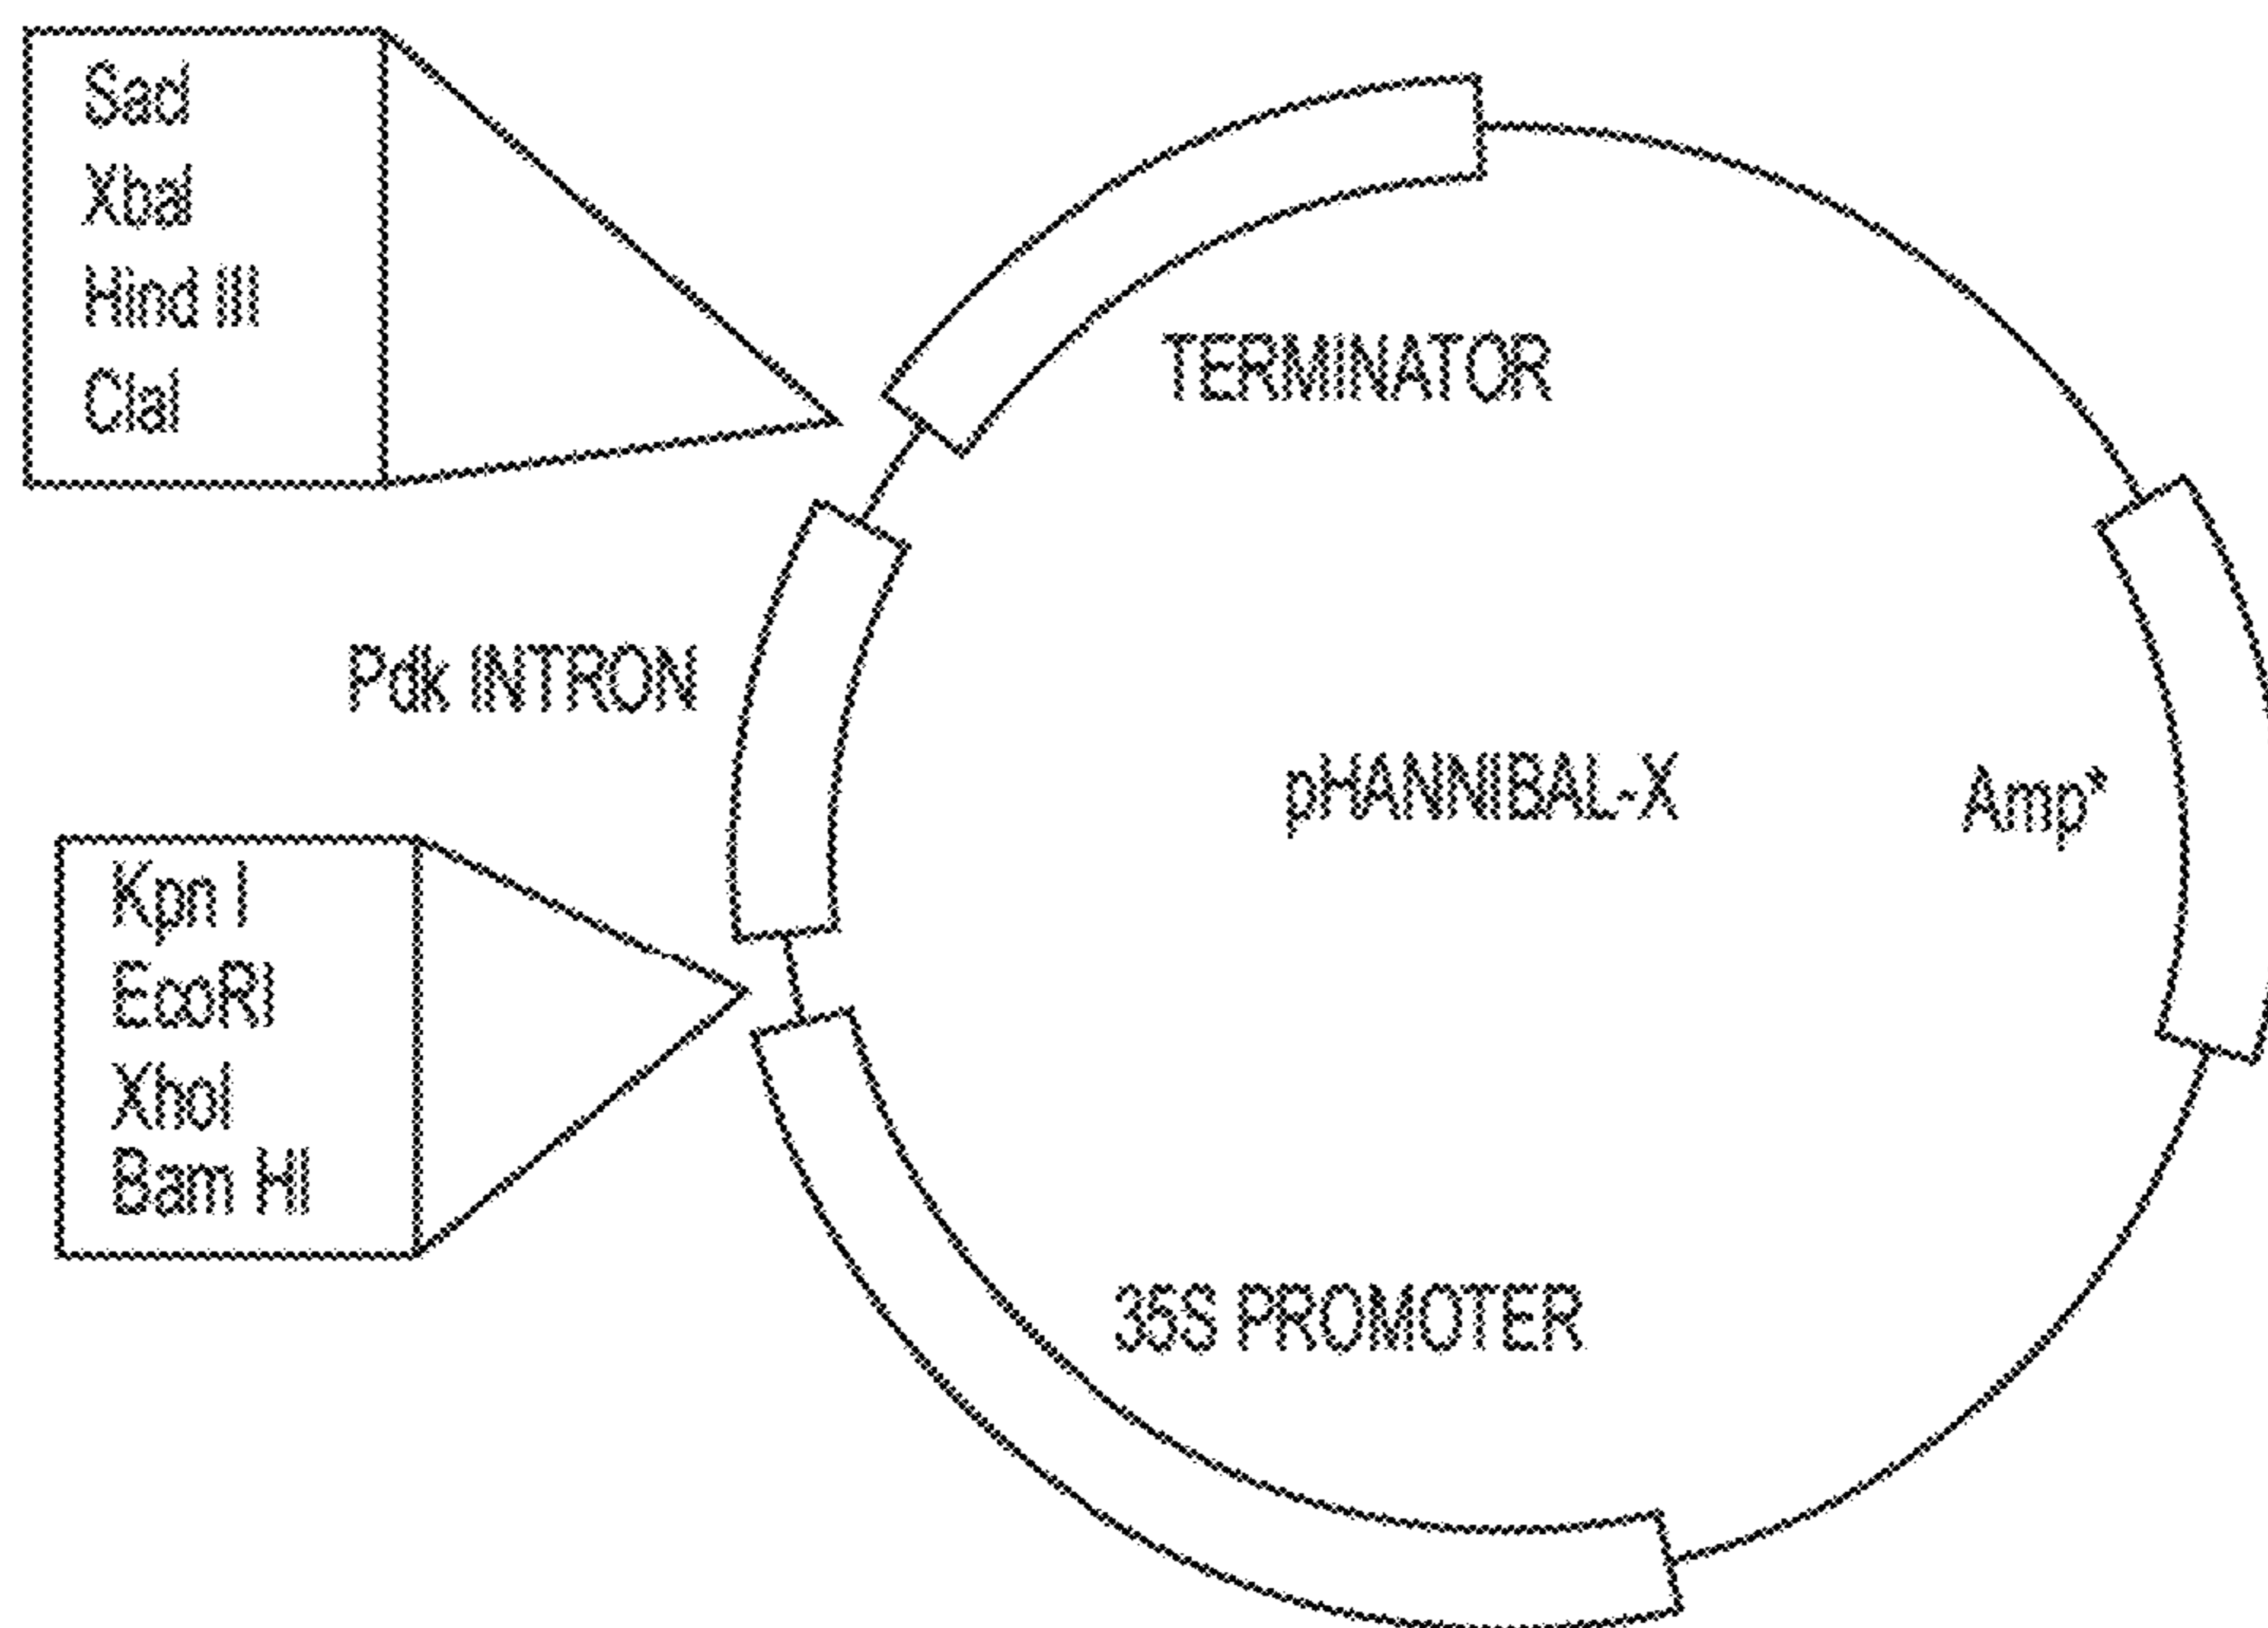 SacI
XbaI
Hind III
ClaI
TERMINATOR
Pdk INTRON
pHANNIBAL-X
Amp*
Kpn I
EcoRI
XhoI
Bam HI
35S PROMOTER